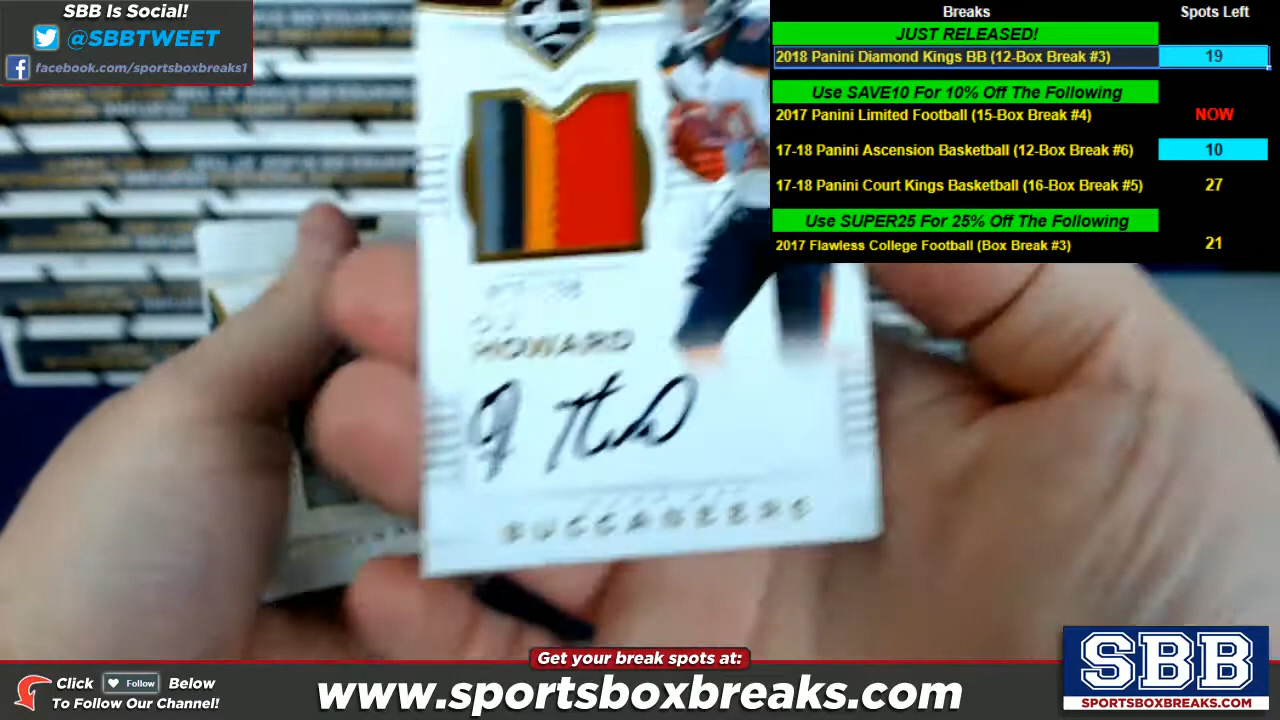 SBB Is Social!
@SBBTWEET
facebook.com/sportsboxbreaks1
Breaks Spots Left
JUST RELEASED!
2018 Panini Diamond Kings BB (12-Box Break #3) 19
Use SAVE10 For 10% Off The Following
2017 Panini Limited Football (15-Box Break #4) NOW
17-18 Panini Ascension Basketball (12-Box Break #6) 10
17-18 Panini Court Kings Basketball (16-Box Break #5) 27
Use SUPER25 For 25% Off The Following
2017 Flawless College Football (Box Break #3) 21
OJ
HOWARD
BUCCANEERS
Get your break spots at:
Click Follow Below
To Follow Our Channel!
www.sportsboxbreaks.com
SBB
SPORTSBOXBREAKS.COM